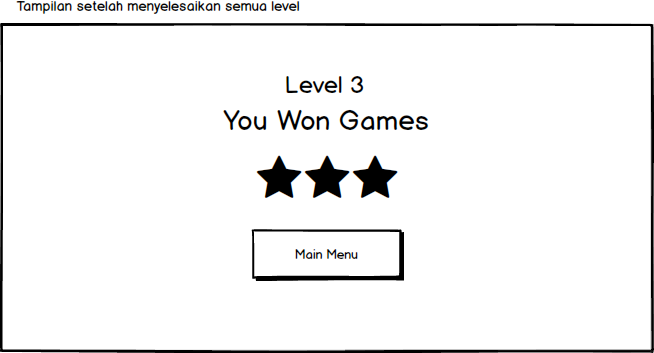 Tampilan setelah menyelesaikan semua level
Level 3
You Won Games
Main Menu